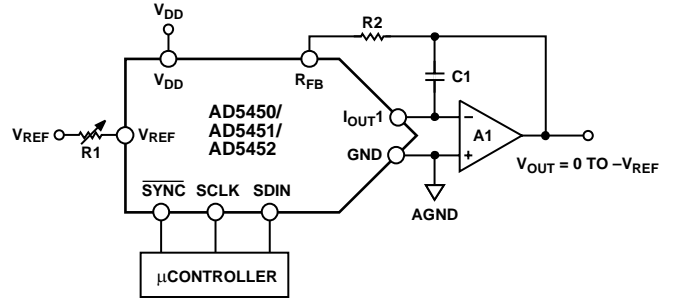 VDD
R2
VDD
RFB
C1
AD5450/
AD5451/
AD5452
IOUT1
VREF
R1
VREF
A1
GND
VOUT = 0 TO –VREF
SYNC SCLK SDIN
AGND
μCONTROLLER